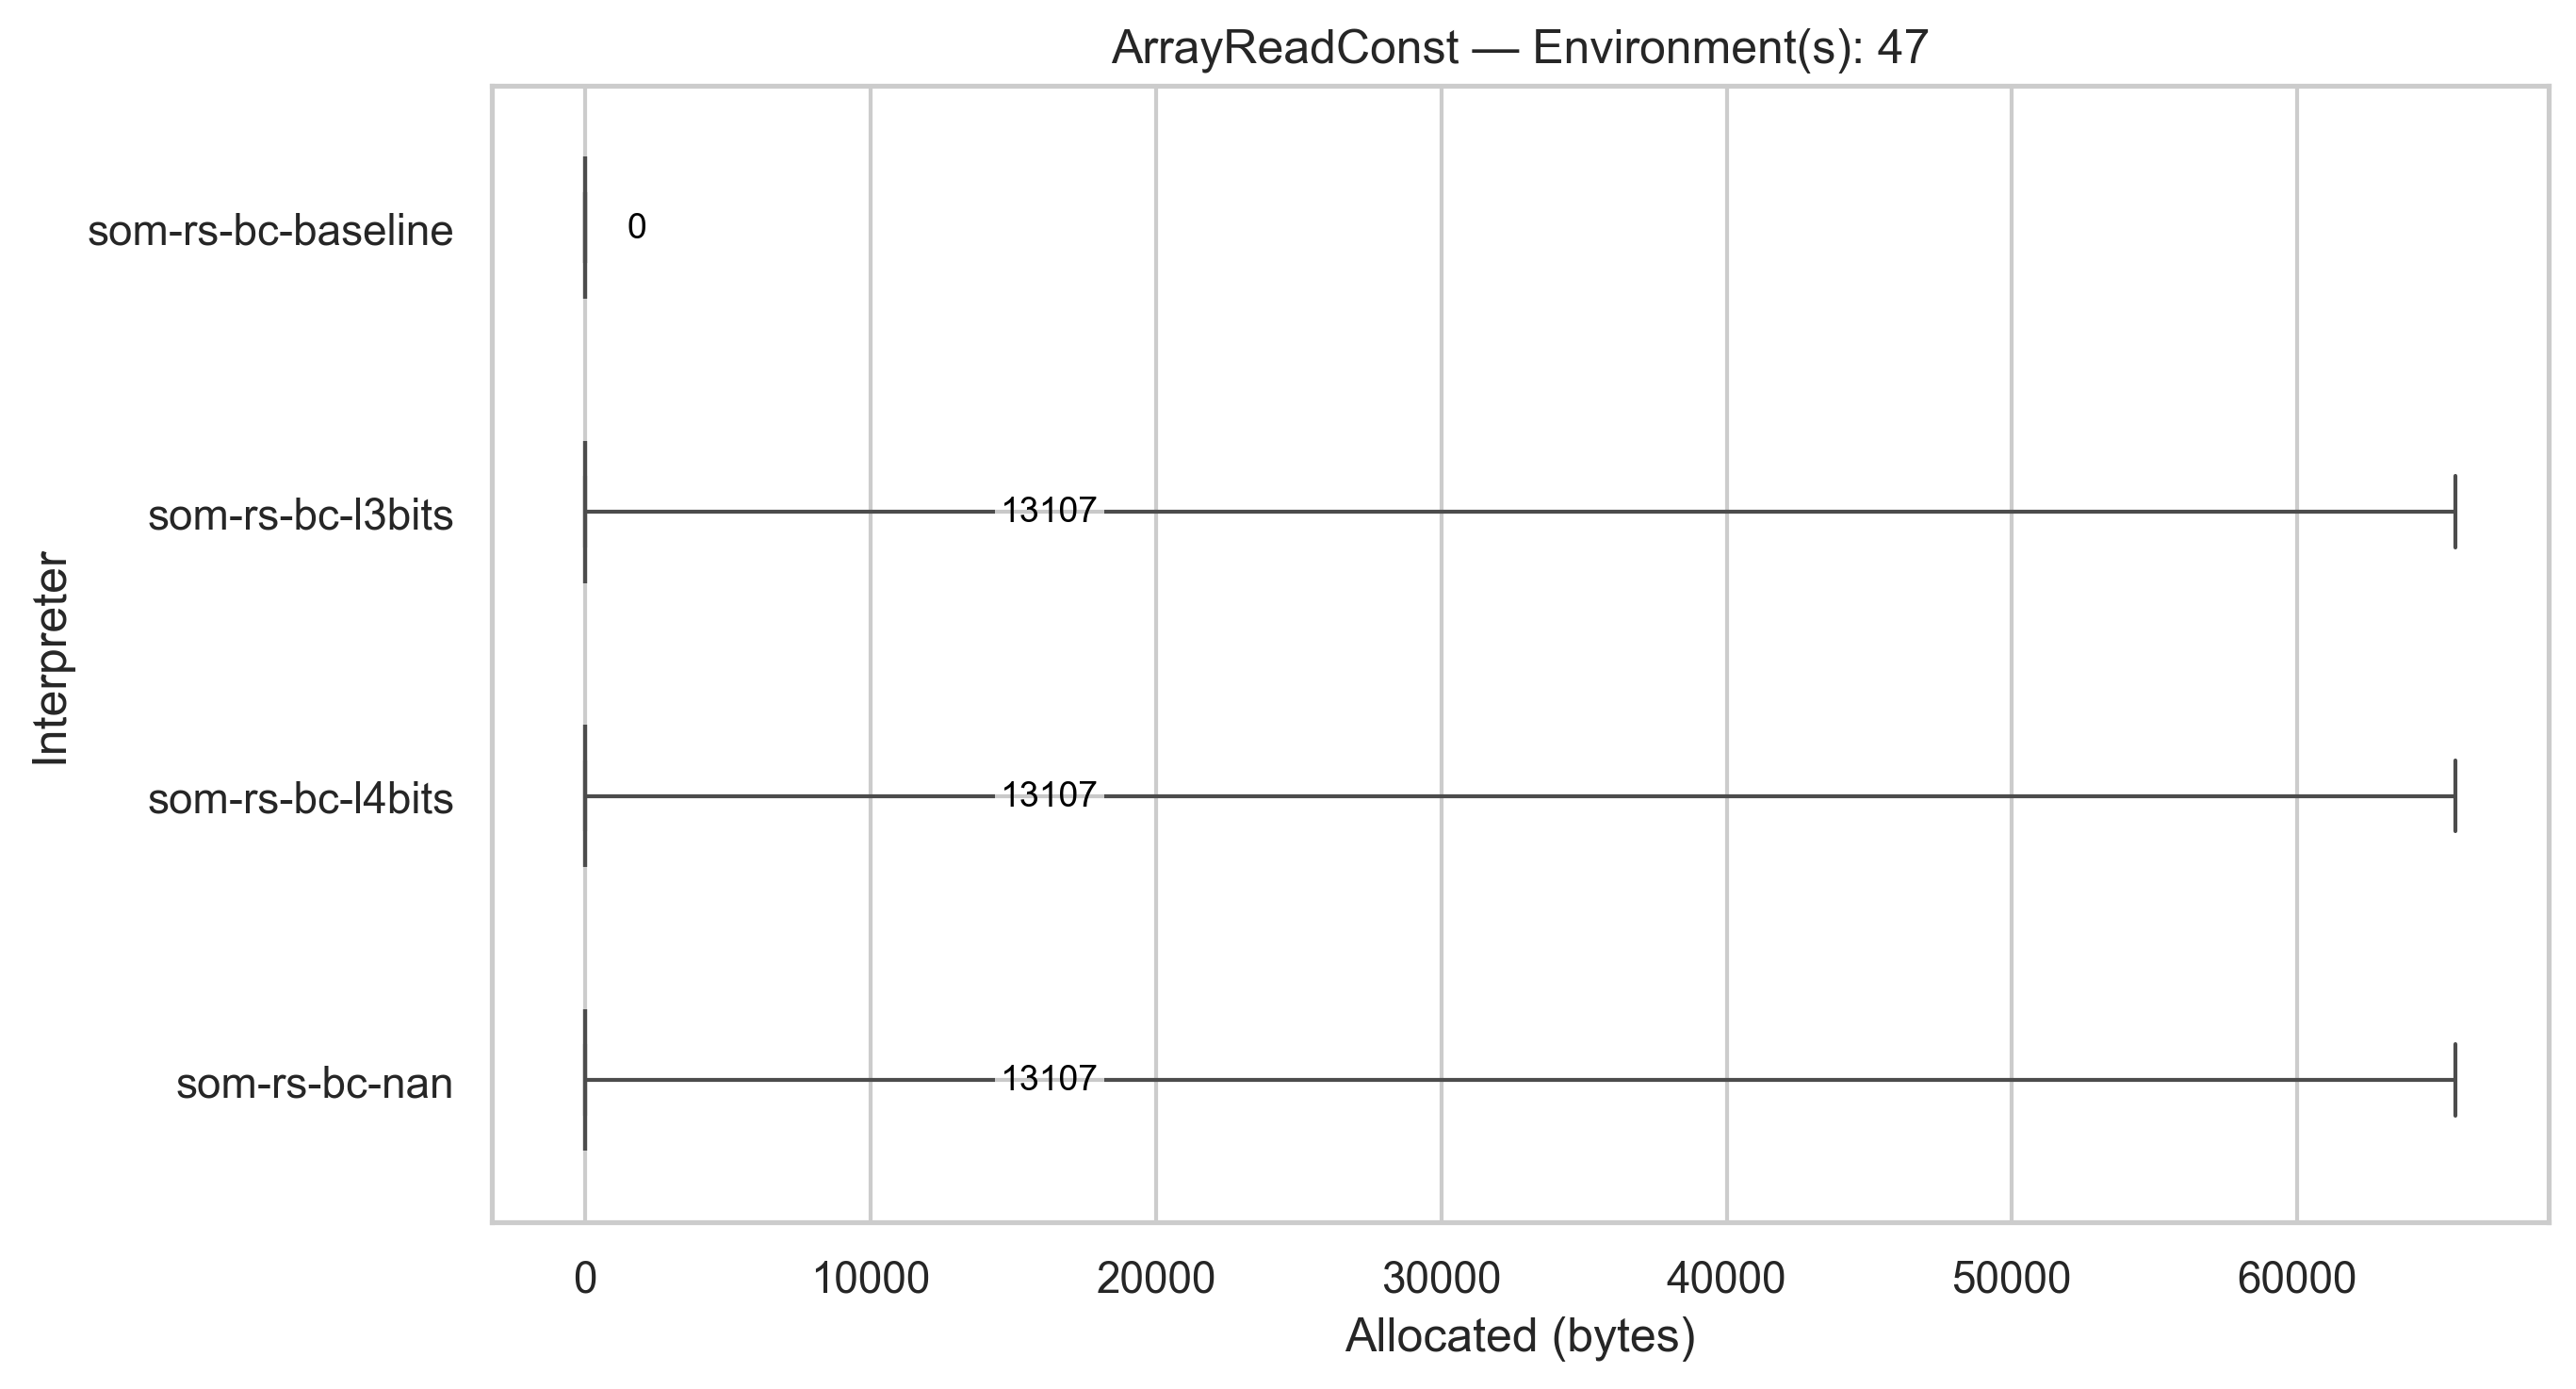 ArrayReadConst — Environment(s): 47
Interpreter
som-rs-bc-baseline
0
som-rs-bc-l3bits
13107
som-rs-bc-l4bits
13107
som-rs-bc-nan
13107
0 10000 20000 30000 40000 50000 60000
Allocated (bytes)